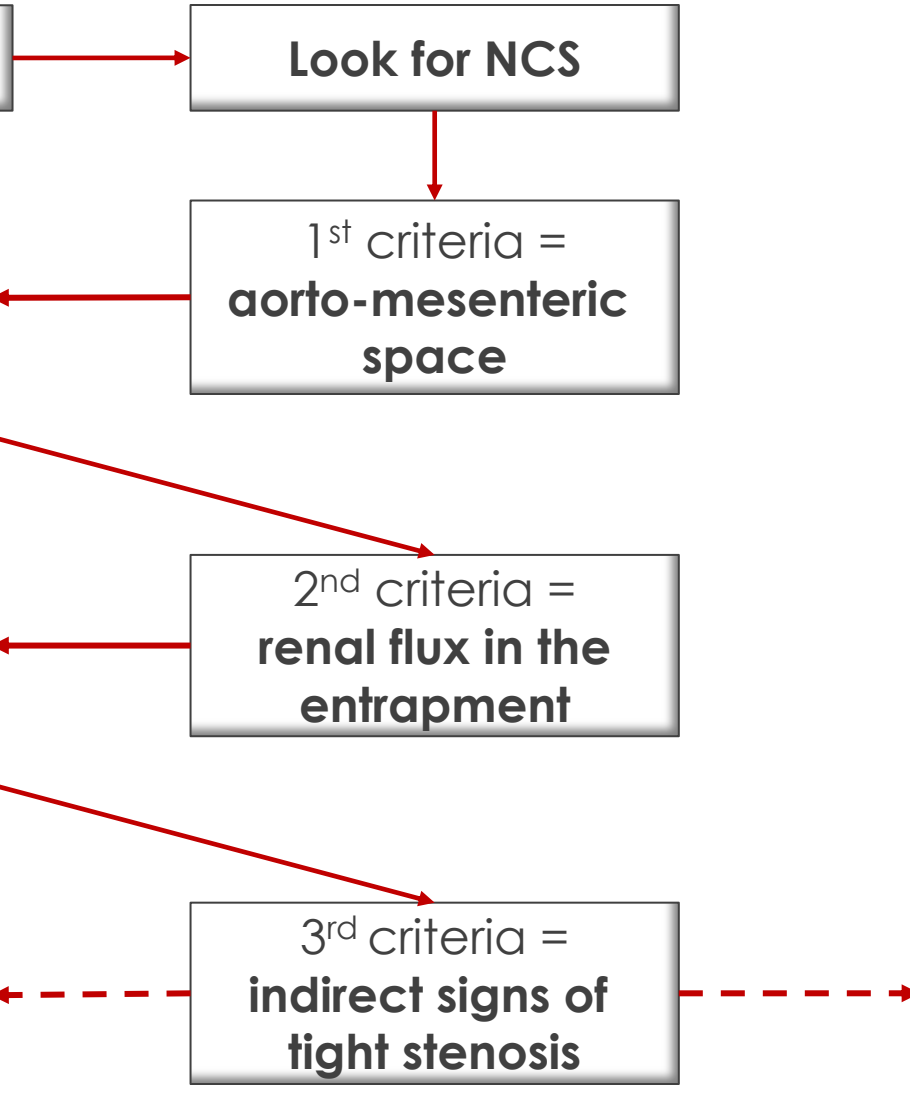 Look for NCS
1st criteria =
aorto-mesenteric
space
2nd criteria =
renal flux in the
entrapment
3rd criteria =
indirect signs of
tight stenosis